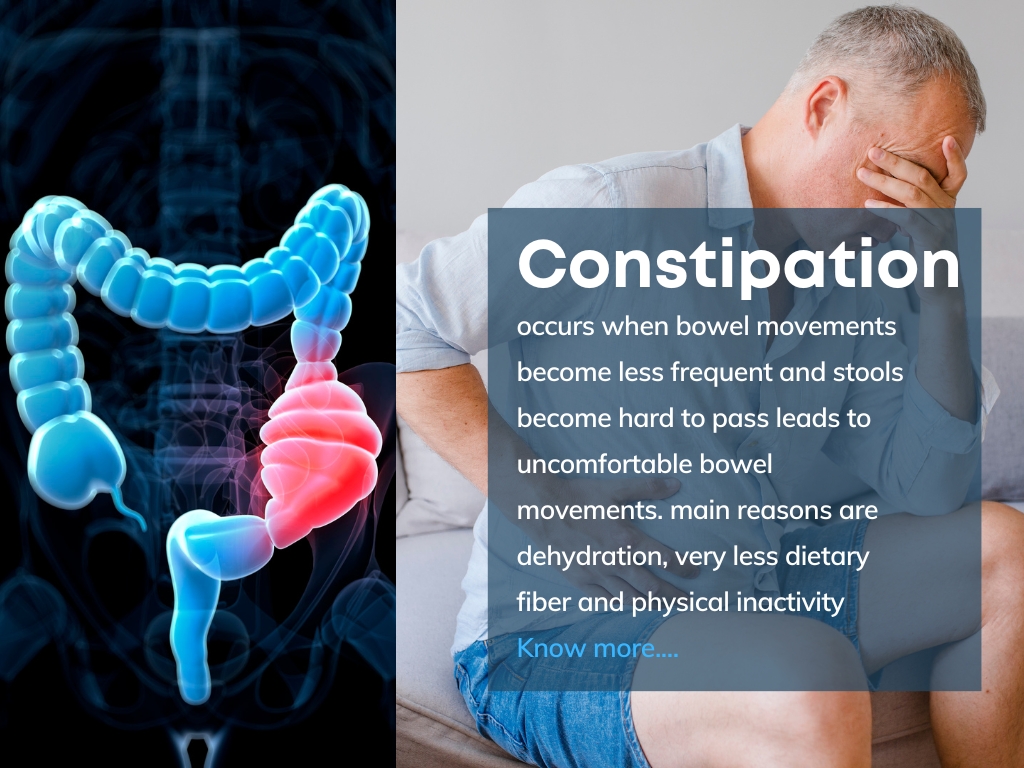 Constipation
occurs when bowel movements
become less frequent and stools
become hard to pass leads to
uncomfortable bowel
movements. main reasons are
dehydration, very less dietary
fiber and physical inactivity
Know more....